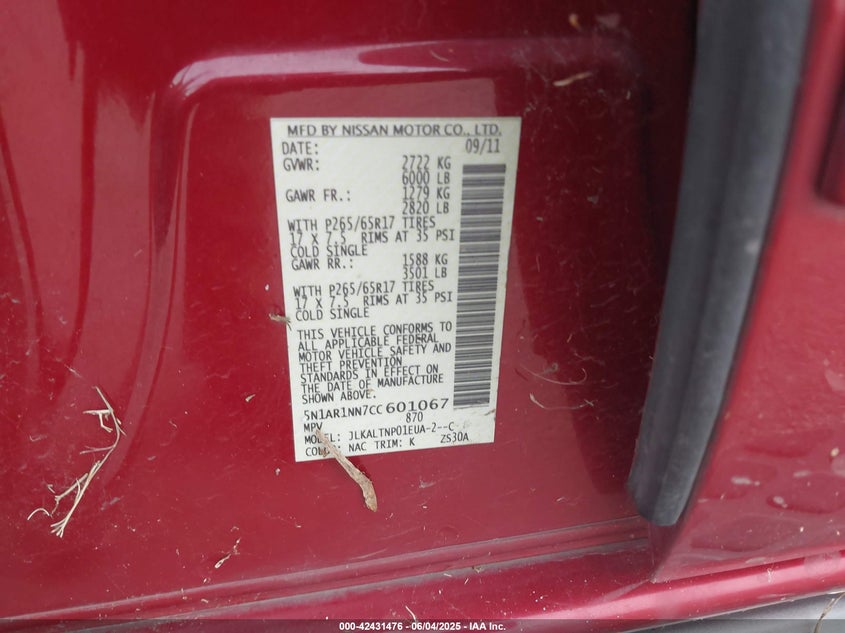 MFD BY NISSAN MOTOR CO., LTD.
DATE: 09/11
GVWR: 2722 KG
6000 LB
GAWR FR.: 1279 KG
2820 LB
WITH P265/65R17 TIRES
17 X 7.5 RIMS AT 35 PSI
COLD SINGLE
GAWR RR.: 1588 KG
3501 LB
WITH P265/65R17 TIRES
17 X 7.5 RIMS AT 35 PSI
COLD SINGLE
THIS VEHICLE CONFORMS TO
ALL APPLICABLE FEDERAL
MOTOR VEHICLE SAFETY AND
THEFT PREVENTION
STANDARDS IN EFFECT ON
THE DATE OF MANUFACTURE
SHOWN ABOVE.
5N1AR1NN7CC601067
MPV 870
MODEL: JLKALTNP01EUA-2--C
COLOR: NAC TRIM: K ZS30A
000-42431476 - 06/04/2025 - IAA Inc.